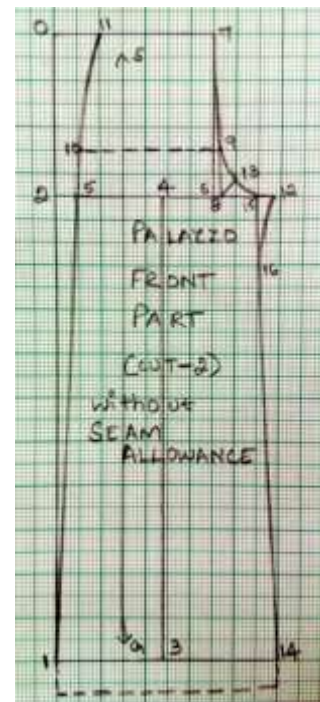 0 11 7
S
10 9
13
2 5 4 6 8 15 12
PALAZZO
16
FRONT
PART
(CUT-2)
without
SEAM
ALLOWANCE
1 3 14